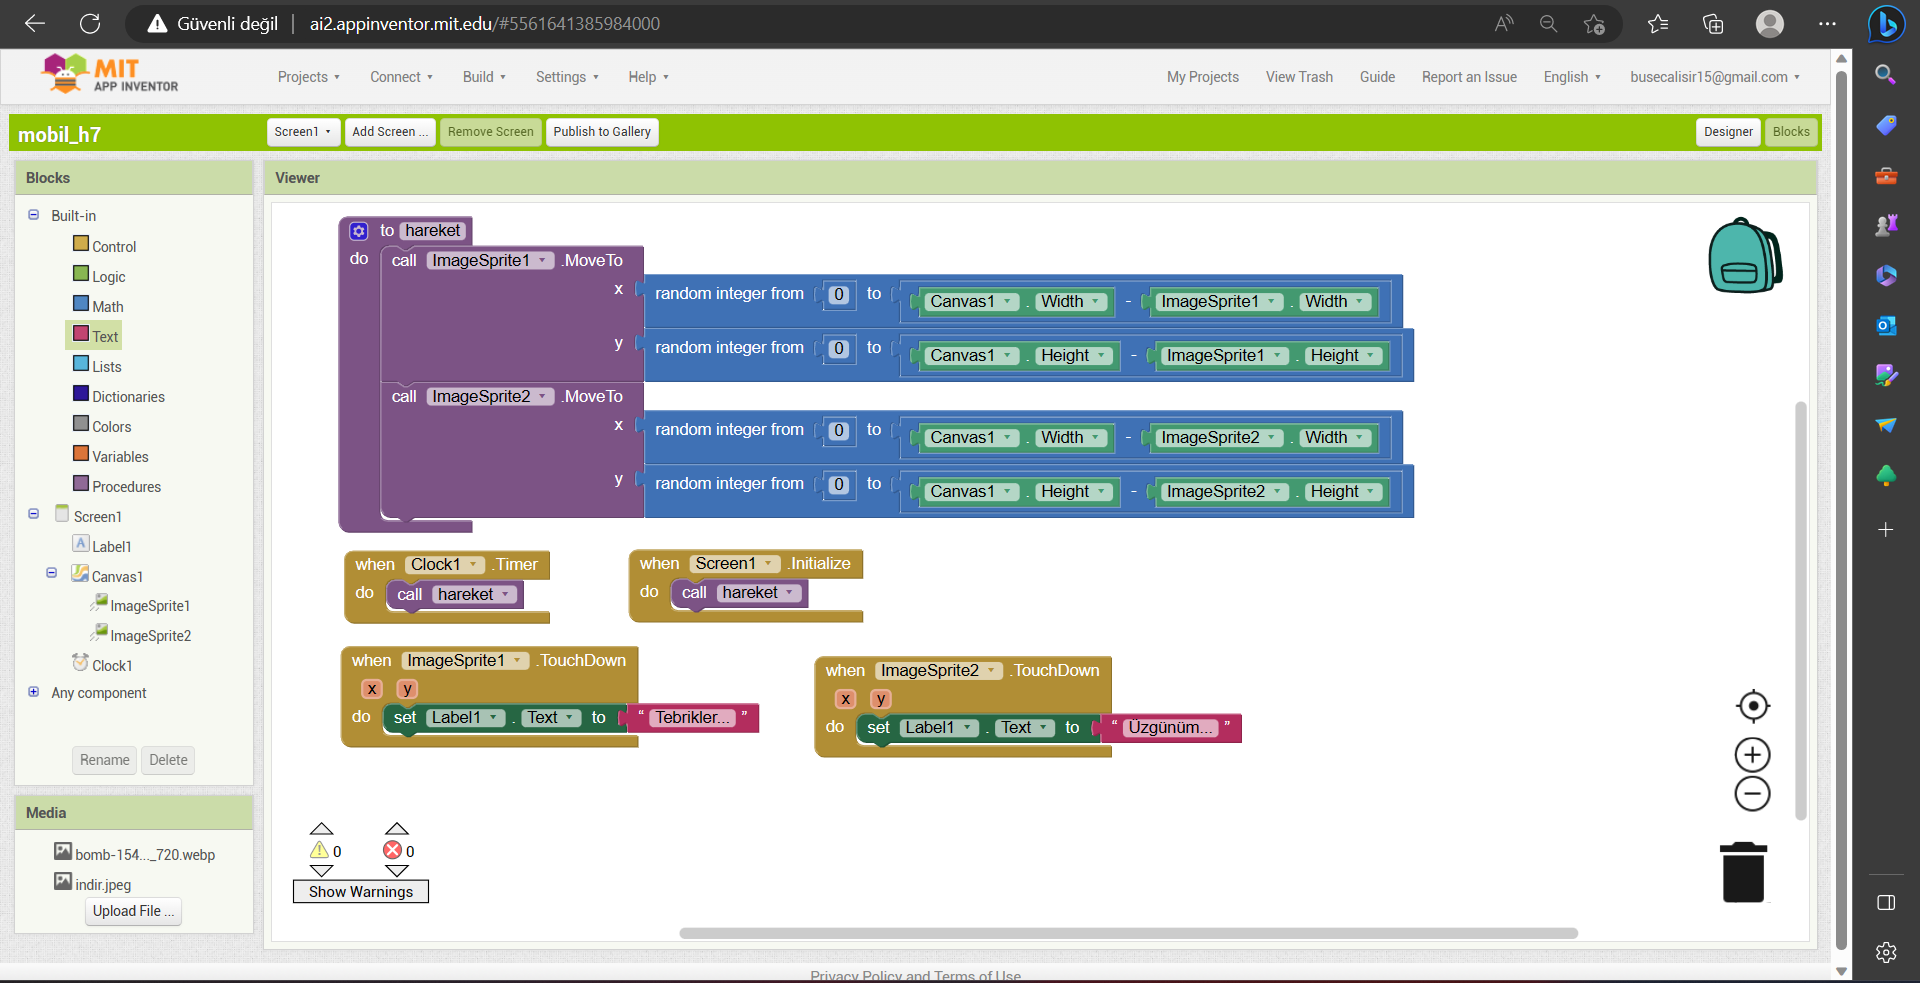 Güvenli değil | ai2.appinventor.mit.edu/#5561641385984000
MIT
APP INVENTOR
Projects Connect Build Settings Help My Projects View Trash Guide Report an Issue English busecalisir15@gmail.com
mobil_h7 Screen1 Add Screen ... Remove Screen Publish to Gallery Designer Blocks
Blocks
Built-in
Control
Logic
Math
Text
Lists
Dictionaries
Colors
Variables
Procedures
Screen1
Label1
Canvas1
ImageSprite1
ImageSprite2
Clock1
Any component
Rename Delete
Media
bomb-154..._720.webp
indir.jpeg
Upload File ...
Viewer
to hareket
do call ImageSprite1 .MoveTo
x random integer from 0 to Canvas1 . Width - ImageSprite1 . Width
y random integer from 0 to Canvas1 . Height - ImageSprite1 . Height
call ImageSprite2 .MoveTo
x random integer from 0 to Canvas1 . Width - ImageSprite2 . Width
y random integer from 0 to Canvas1 . Height - ImageSprite2 . Height
when Clock1 .Timer
do call hareket
when Screen1 .Initialize
do call hareket
when ImageSprite1 .TouchDown
x y
do set Label1 . Text to “ Tebrikler... ”
when ImageSprite2 .TouchDown
x y
do set Label1 . Text to “ Üzgünüm... ”
0 0
Show Warnings
Privacy Policy and Terms of Use